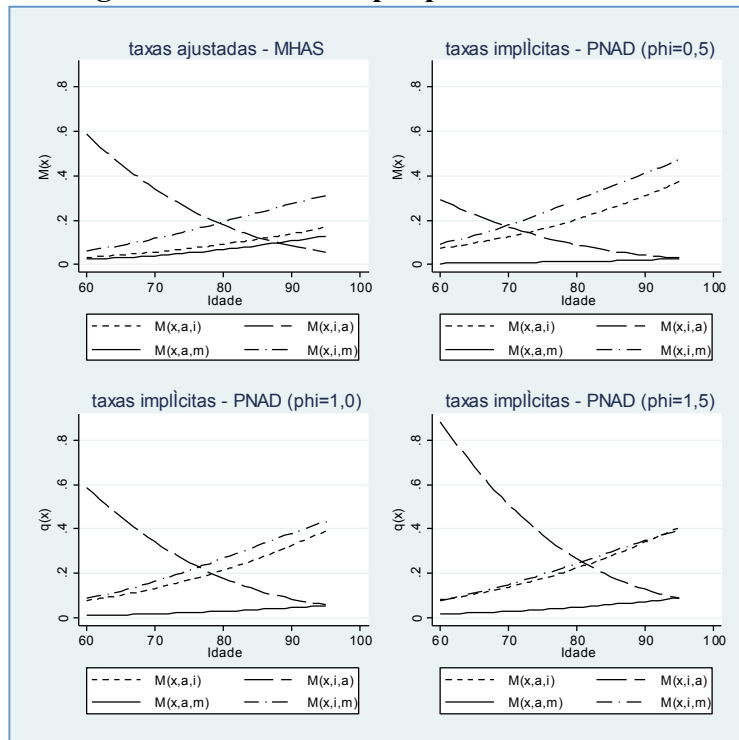 taxas ajustadas - MHAS
M(x)
0 .2 .4 .6 .8
60 70 80 90 100
Idade
M(x,a,i) M(x,i,a)
M(x,a,m) M(x,i,m)
taxas implÌcitas - PNAD (phi=0,5)
M(x)
0 .2 .4 .6 .8
60 70 80 90 100
Idade
M(x,a,i) M(x,i,a)
M(x,a,m) M(x,i,m)
taxas implÌcitas - PNAD (phi=1,0)
q(x)
0 .2 .4 .6 .8
60 70 80 90 100
Idade
M(x,a,i) M(x,i,a)
M(x,a,m) M(x,i,m)
taxas implÌcitas - PNAD (phi=1,5)
q(x)
0 .2 .4 .6 .8
60 70 80 90 100
Idade
M(x,a,i) M(x,i,a)
M(x,a,m) M(x,i,m)